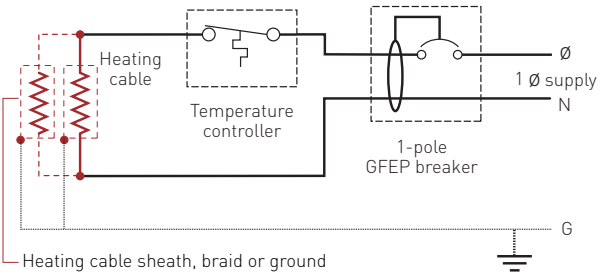 Heating
cable
Temperature
controller
1-pole
GFEP breaker
Ø
1 Ø supply
N
G
Heating cable sheath, braid or ground